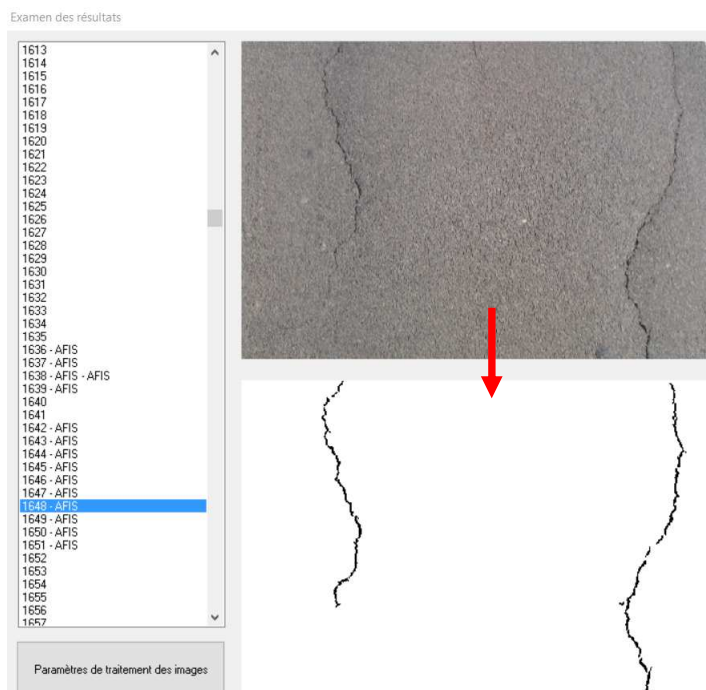 Examen des résultats
1613
1614
1615
1616
1617
1618
1619
1620
1621
1622
1623
1624
1625
1626
1627
1628
1629
1630
1631
1632
1633
1634
1635
1636 - AFIS
1637 - AFIS
1638 - AFIS - AFIS
1639 - AFIS
1640
1641
1642 - AFIS
1643 - AFIS
1644 - AFIS
1645 - AFIS
1646 - AFIS
1647 - AFIS
1648 - AFIS
1649 - AFIS
1650 - AFIS
1651 - AFIS
1652
1653
1654
1655
1656
1657
Paramètres de traitement des images